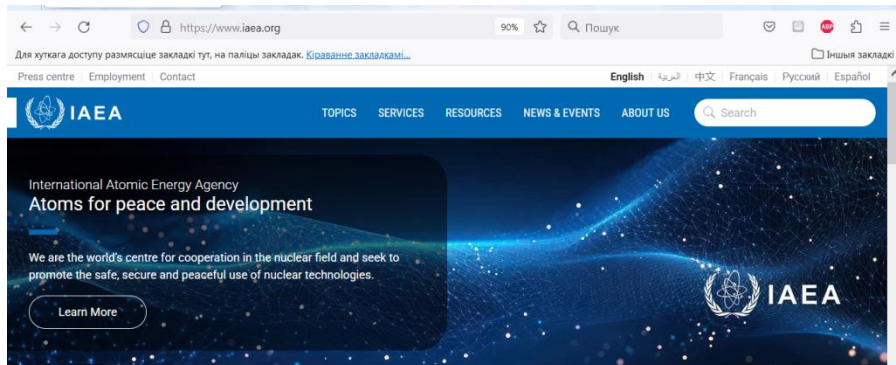 https://www.iaea.org 90% Пошук ABP
Для хуткага доступу размясціце закладкі тут, на паліцы закладак. Кіраванне закладкамі... Іншыя закладкі
Press centre Employment Contact English العربية 中文 Français Русский Español
IAEA TOPICS SERVICES RESOURCES NEWS & EVENTS ABOUT US Search
International Atomic Energy Agency
Atoms for peace and development
We are the world's centre for cooperation in the nuclear field and seek to
promote the safe, secure and peaceful use of nuclear technologies.
Learn More
IAEA